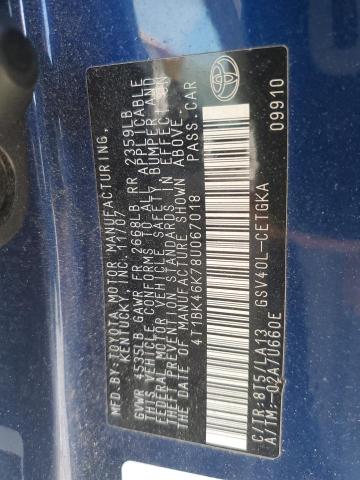 MFD. BY:TOYOTA MOTOR MANUFACTURING,
KENTUCKY, INC. 11/07
GVWR 4535LB GAWR FR 2668LB RR 2359LB
THIS VEHICLE CONFORMS TO ALL APPLICABLE
FEDERAL MOTOR VEHICLE SAFETY, BUMPER AND
THEFT PREVENTION STANDARDS IN EFFECT ON
THE DATE OF MANUFACTURE SHOWN ABOVE.
4T1BK46K78U067018 PASS.CAR
C/TR:8T5/LA13 GSV40L-CETGKA
A/TM:-02A/U660E 09910
TOYOTA